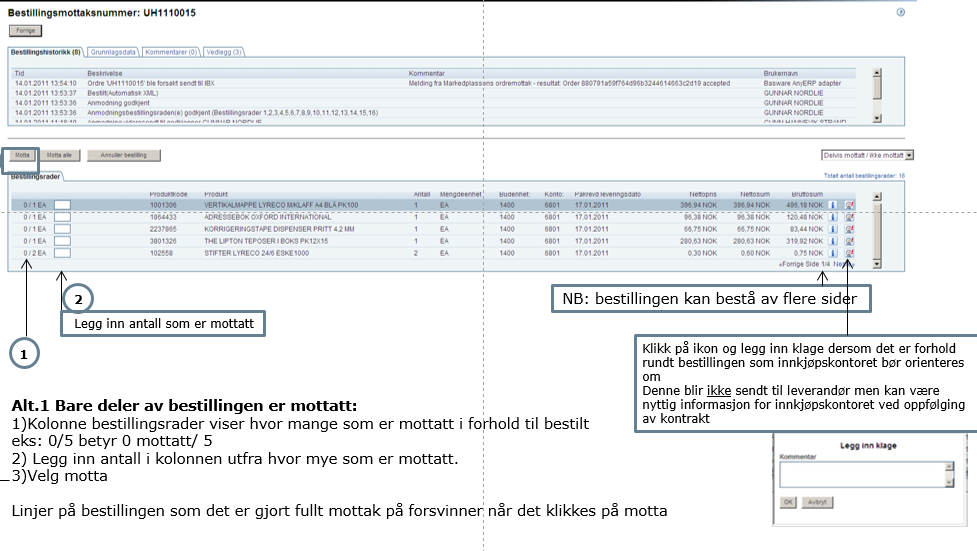 Bestillingsmottaksnummer: UH1110015
Forrige
Bestillingshistorikk (8) Grunnlagsdata Kommentarer (0) Vedlegg (3)
Tid Beskrivelse Kommentar Brukernavn
14.01.2011 13:54:10 Ordre 'UH1110015' ble forsøkt sendt til IBX Melding fra Markedplassens ordremottak - resultat: Order 880791a59f764d96b3244614663c2d19 accepted Basware AnyERP adapter
14.01.2011 13:53:37 Bestilt(Automatisk XML) GUNNAR NORDLIE
14.01.2011 13:53:36 Anmodning godkjent GUNNAR NORDLIE
14.01.2011 13:53:36 Anmodningsbestillingsrad(en(e) godkjent (Bestillingsrader 1,2,3,4,5,6,7,8,9,10,11,12,13,14,15,16) GUNNAR NORDLIE
Motta Motta alle Annuller bestilling Delvis mottatt / ikke mottatt
Bestillingsrader Totalt antall bestillingsrader: 16
Produktkode Produkt Antall Mengdeenhet Budenhet Konto: Påkrevd leveringsdato Nettopris Nettosum Bruttosum
0 / 1 EA 1001306 VERTIKALMAPPE LYRECO M/KLAFF A4 BLÅ PK100 1 EA 1400 6801 17.01.2011 396,94 NOK 396,94 NOK 496,18 NOK
0 / 1 EA 1864433 ADRESSEBOK OXFORD INTERNATIONAL 1 EA 1400 6801 17.01.2011 96,38 NOK 96,38 NOK 120,48 NOK
0 / 1 EA 2237865 KORRIGERINGSTAPE DISPENSER PRITT 4,2 MM 1 EA 1400 6801 17.01.2011 66,75 NOK 66,75 NOK 83,44 NOK
0 / 1 EA 3801326 THE LIPTON TEPOSER I BOKS PK12X15 1 EA 1400 6801 17.01.2011 280,63 NOK 280,63 NOK 319,92 NOK
0 / 2 EA 102558 STIFTER LYRECO 24/6 ESKE1000 2 EA 1400 6801 17.01.2011 0,30 NOK 0,60 NOK 0,75 NOK
«Forrige Side 1/4
2
Legg inn antall som er mottatt
NB: bestillingen kan bestå av flere sider
1
Klikk på ikon og legg inn klage dersom det er forhold
rundt bestillingen som innkjøpskontoret bør orienteres
om
Denne blir ikke sendt til leverandør men kan være
nyttig informasjon for innkjøpskontoret ved oppfølging
av kontrakt
Alt.1 Bare deler av bestillingen er mottatt:
1)Kolonne bestillingsrader viser hvor mange som er mottatt i forhold til bestilt
eks: 0/5 betyr 0 mottatt/ 5
2) Legg inn antall i kolonnen utfra hvor mye som er mottatt.
3)Velg motta
Linjer på bestillingen som det er gjort fullt mottak på forsvinner når det klikkes på motta
Legg inn klage
Kommentar
OK Avbryt